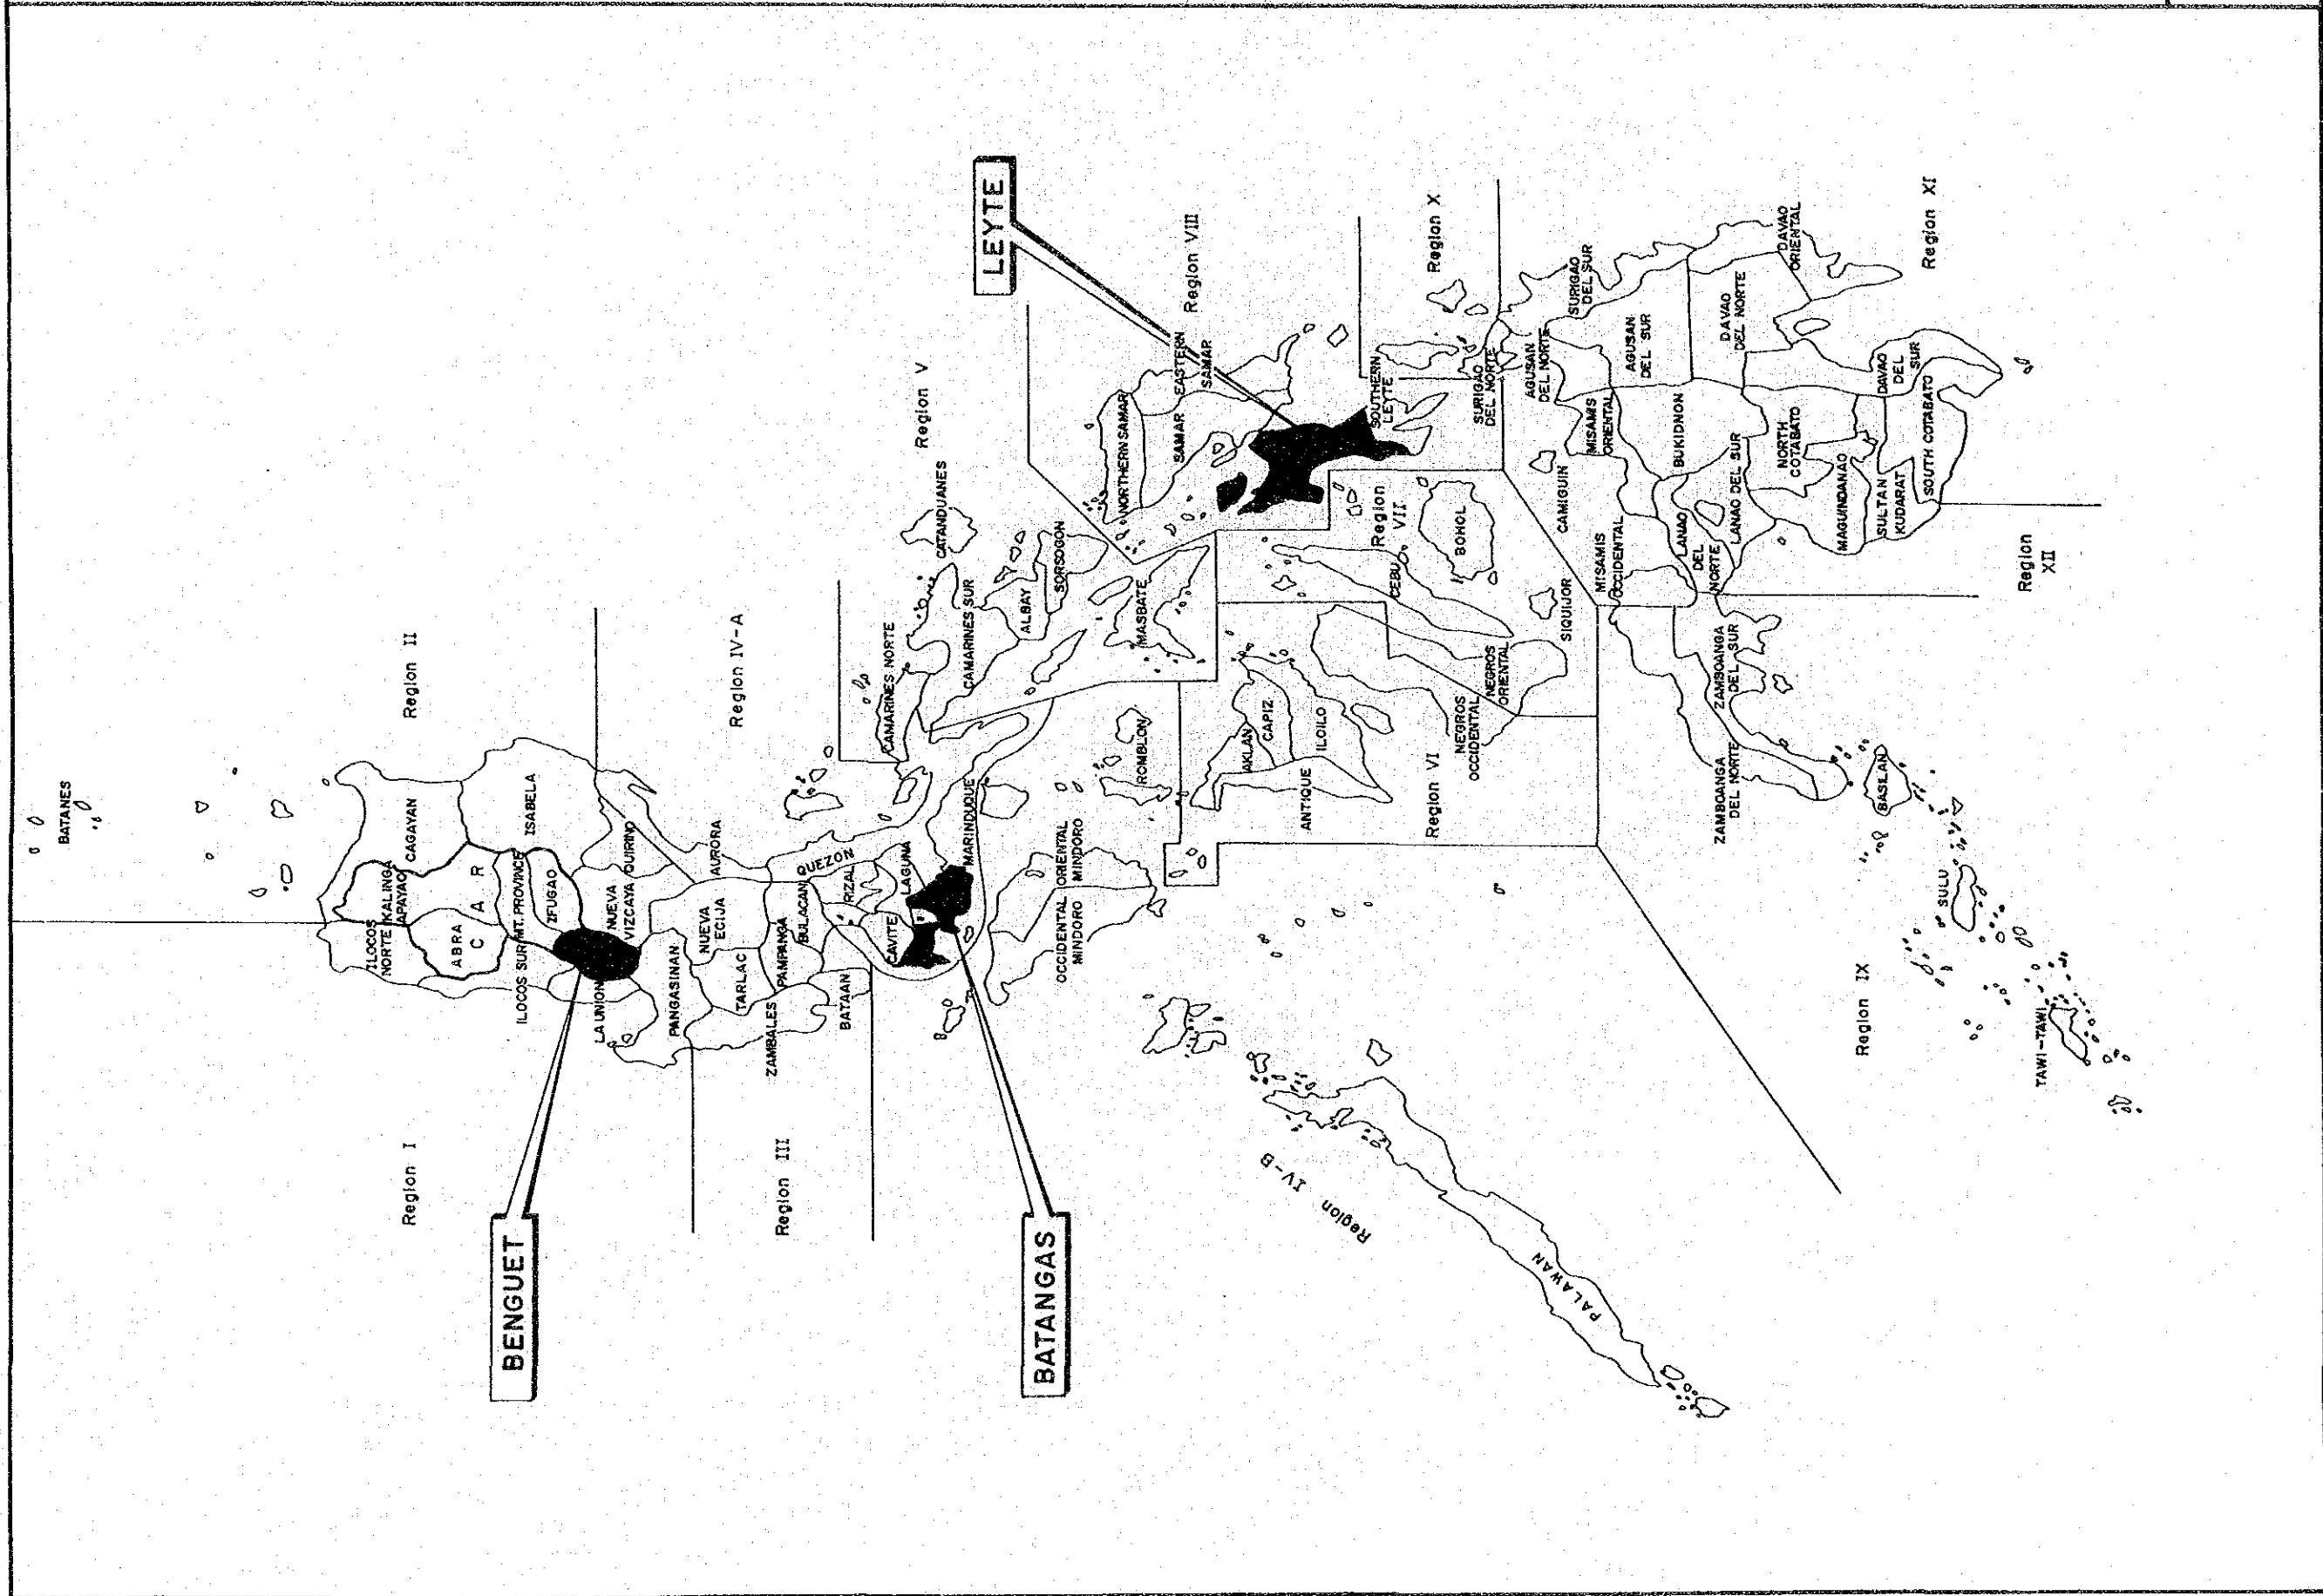 BATANES
Region I
Region II
ILOCOS
NORTE
KALINGA
APAYAO
CAGAYAN
ABRA
C A R
ILOCOS SUR
MT. PROVINCE
ISABELA
IFUGAO
BENGUET
LA UNION
NUEVA
VIZCAYA
QUIRINO
Region IV-A
PANGASINAN
NUEVA
ECIJA
AURORA
TARLAC
Region III
ZAMBALES
PAMPANGA
BULACAN
QUEZON
BATAAN
RIZAL
CAVITE
LAGUNA
BATANGAS
MARINDUQUE
CAMARINES NORTE
Region V
CATANDUANES
CAMARINES SUR
ALBAY
SORSOGON
MASBATE
OCCIDENTAL
MINDORO
ORIENTAL
MINDORO
ROMBLON
LEYTE
NORTHERN SAMAR
SAMAR
EASTERN
SAMAR
Region VIII
AKLAN
CAPIZ
ANTIQUE
ILOILO
Region VI
NEGROS
OCCIDENTAL
NEGROS
ORIENTAL
CEBU
Region
VII
BOHOL
SIQUIJOR
SOUTHERN
LEYTE
Region X
SURIGAO
DEL NORTE
Region IV-B
PALAWAN
CAMIGUIN
AGUSAN
DEL NORTE
SURIGAO
DEL SUR
MISAMIS
OCCIDENTAL
MISAMIS
ORIENTAL
AGUSAN
DEL SUR
BUKIDNON
LANAO
DEL
NORTE
LANAO DEL SUR
DAVAO
DEL NORTE
DAVAO
ORIENTAL
ZAMBOANGA
DEL NORTE
ZAMBOANGA
DEL SUR
NORTH
COTABATO
MAGUINDANAO
SULTAN
KUDARAT
DAVAO
DEL
SUR
SOUTH COTABATO
Region XI
Region
XII
BASILAN
Region IX
SULU
TAWI-TAWI